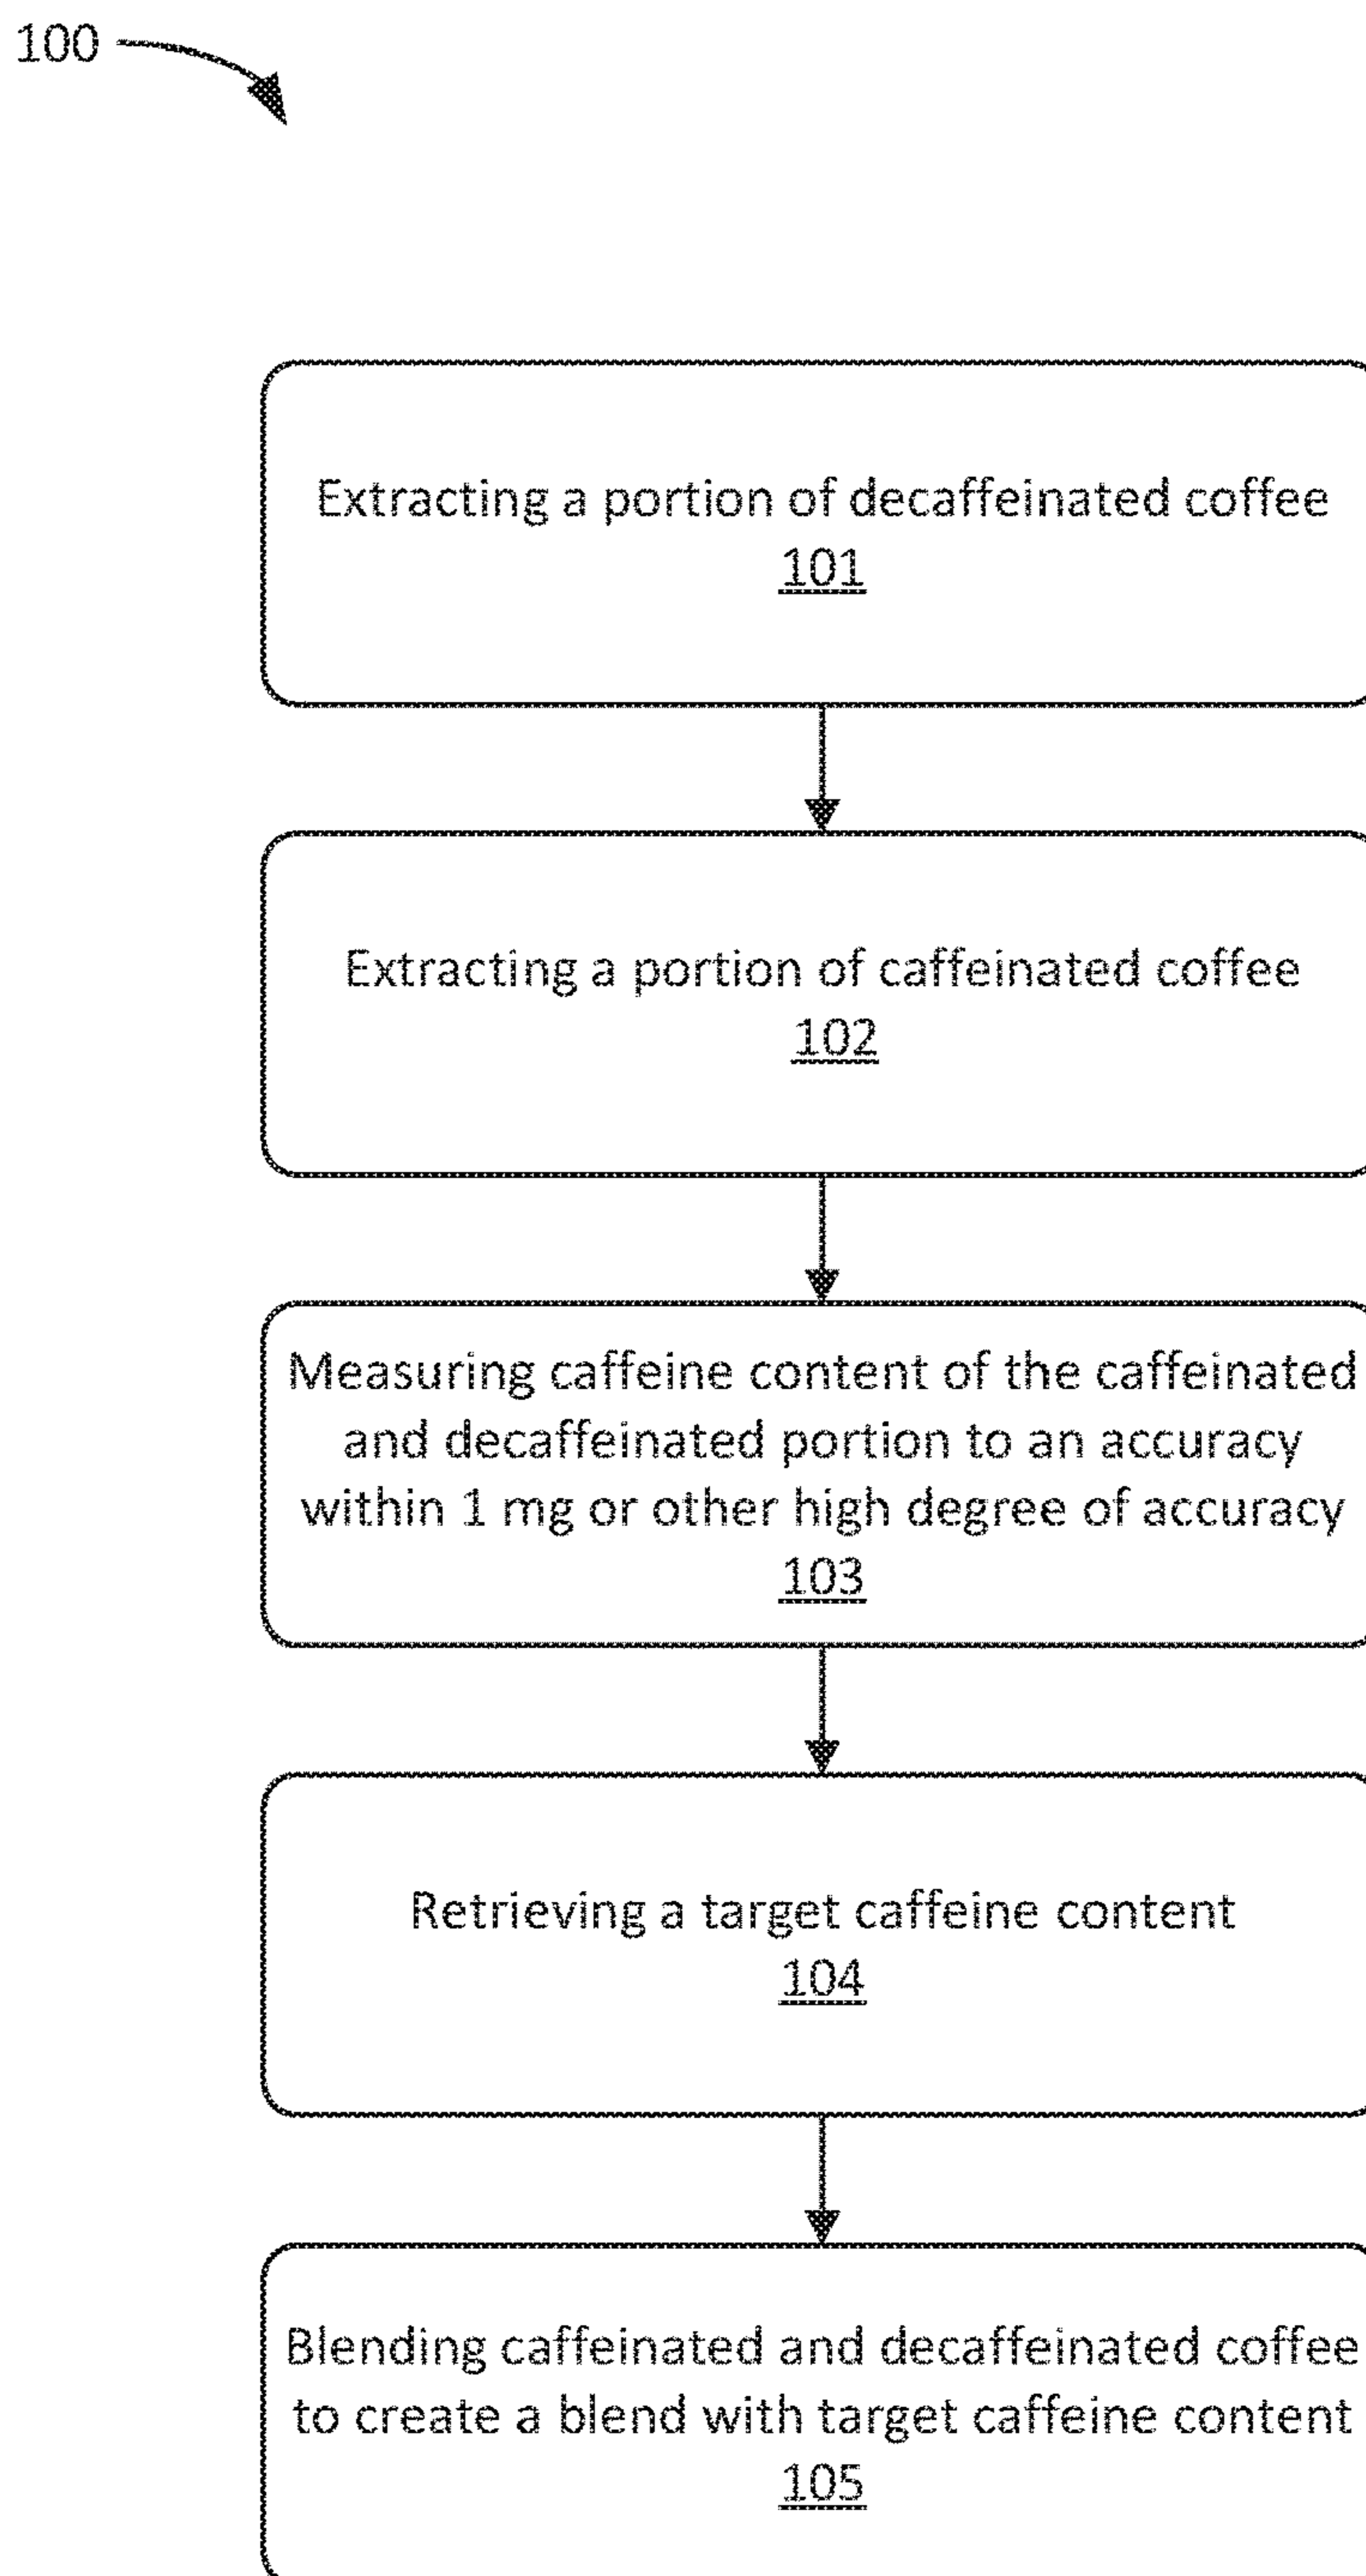 100
Extracting a portion of decaffeinated coffee
101
Extracting a portion of caffeinated coffee
102
Measuring caffeine content of the caffeinated
and decaffeinated portion to an accuracy
within 1 mg or other high degree of accuracy
103
Retrieving a target caffeine content
104
Blending caffeinated and decaffeinated coffee
to create a blend with target caffeine content
105